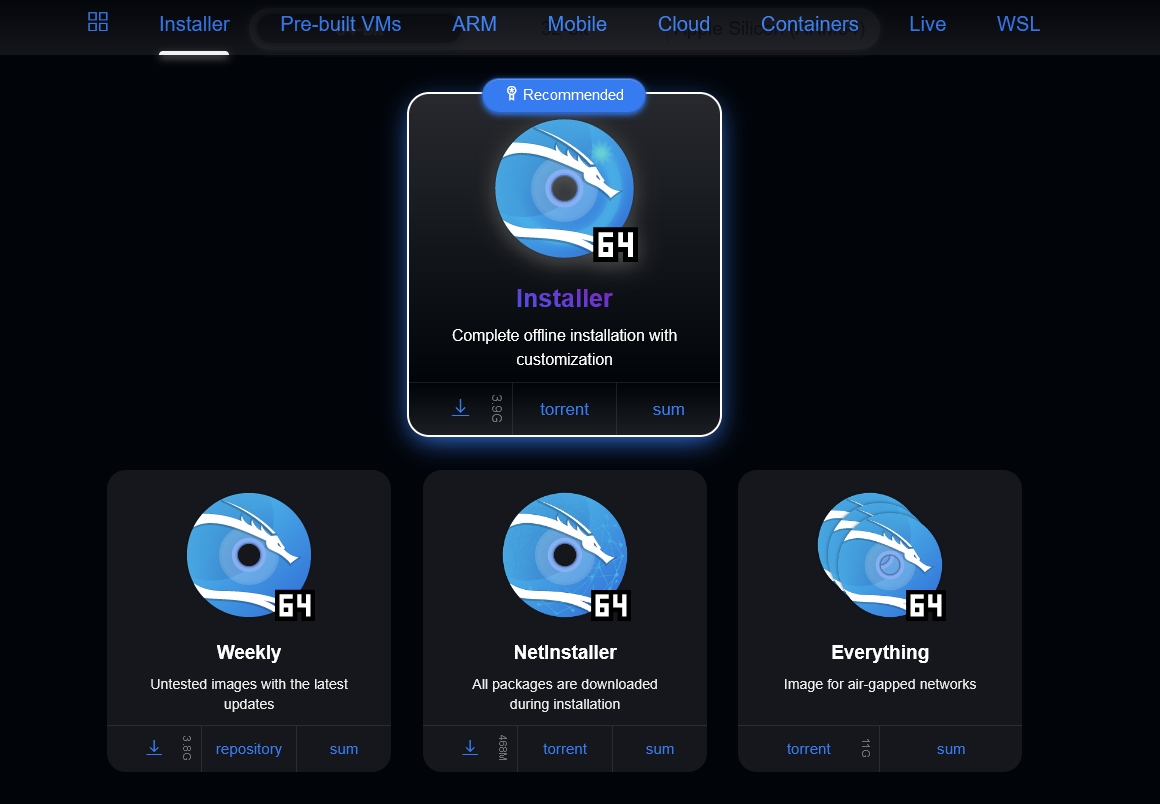 Installer Pre-built VMs ARM Mobile Cloud Containers Live WSL
Recommended
64
Installer
Complete offline installation with
customization
3.9G torrent sum
64 64 64
Weekly NetInstaller Everything
Untested images with the latest All packages are downloaded Image for air-gapped networks
updates during installation
3.8G repository sum 468M torrent sum torrent 11G sum